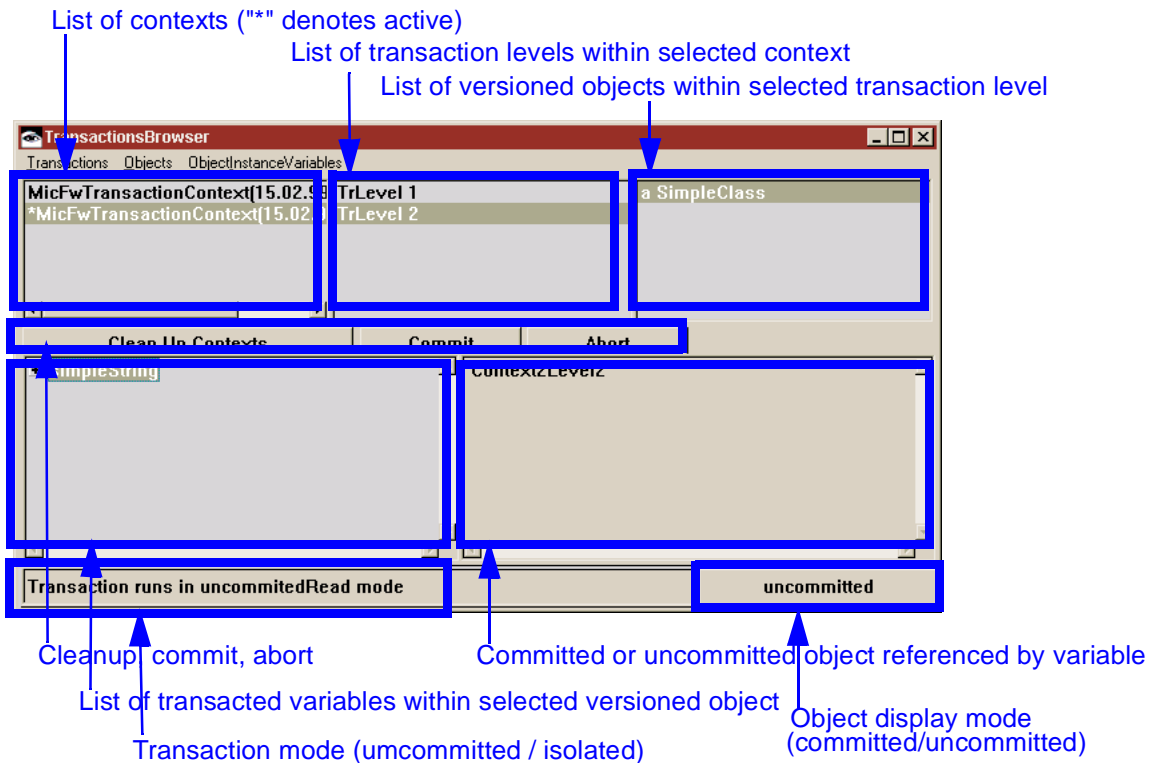 List of contexts ("*" denotes active)
List of transaction levels within selected context
List of versioned objects within selected transaction level
TransactionsBrowser
Transactions Objects ObjectInstanceVariables
MicFwTransactionContext(15.02.99 TrLevel 1 a SimpleClass
*MicFwTransactionContext(15.02. TrLevel 2
Clean Up Contexts Commit Abort
SimpleString Context2Level2
Transaction runs in uncommitedRead mode uncommitted
Cleanup, commit, abort Committed or uncommitted object referenced by variable
List of transacted variables within selected versioned object
Object display mode
(committed/uncommitted)
Transaction mode (umcommitted / isolated)